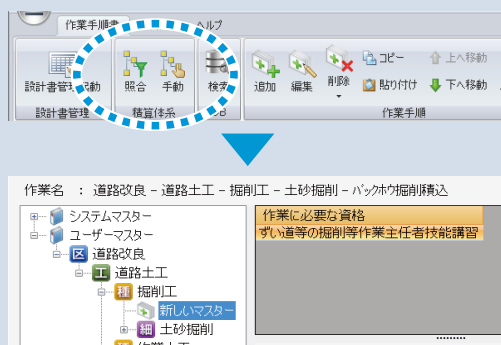 作業手順書 ヘルプ
設計書管理起動 照合 手動 検索 追加 編集 削除 コピー 貼り付け 上へ移動 下へ移動
設計書管理 積算体系 作業手順
作業名 : 道路改良 - 道路土工 - 掘削工 - 土砂掘削 - バックホウ掘削積込
システムマスター
ユーザーマスター
区 道路改良
工 道路土工
種 掘削工
新しいマスター
細 土砂掘削
作業に必要な資格
ずい道等の掘削等作業主任者技能講習